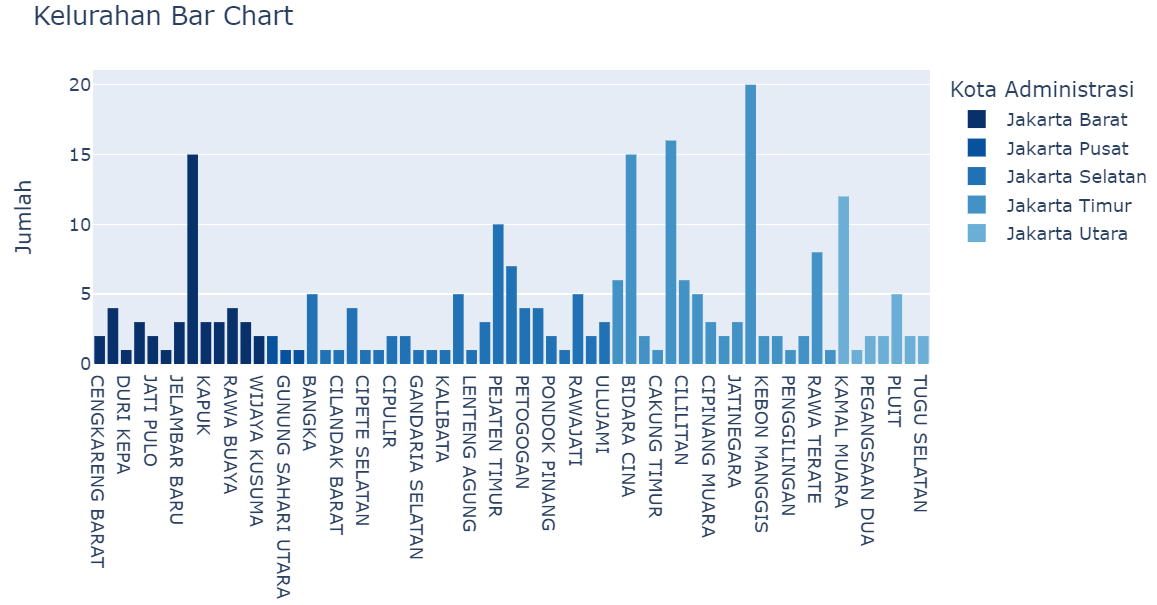 Kelurahan Bar Chart
Jumlah
20
15
10
5
0
CENGKARENG BARAT
DURI KEPA
JATI PULO
JELAMBAR BARU
KAPUK
RAWA BUAYA
WIJAYA KUSUMA
GUNUNG SAHARI UTARA
BANGKA
CILANDAK BARAT
CIPETE SELATAN
CIPULIR
GANDARIA SELATAN
KALIBATA
LENTENG AGUNG
PEJATEN TIMUR
PETOGOGAN
PONDOK PINANG
RAWAJATI
ULUJAMI
BIDARA CINA
CAKUNG TIMUR
CILILITAN
CIPINANG MUARA
JATINEGARA
KEBON MANGGIS
PENGGILINGAN
RAWA TERATE
KAMAL MUARA
PEGANGSAAN DUA
PLUIT
TUGU SELATAN
Kota Administrasi
Jakarta Barat
Jakarta Pusat
Jakarta Selatan
Jakarta Timur
Jakarta Utara